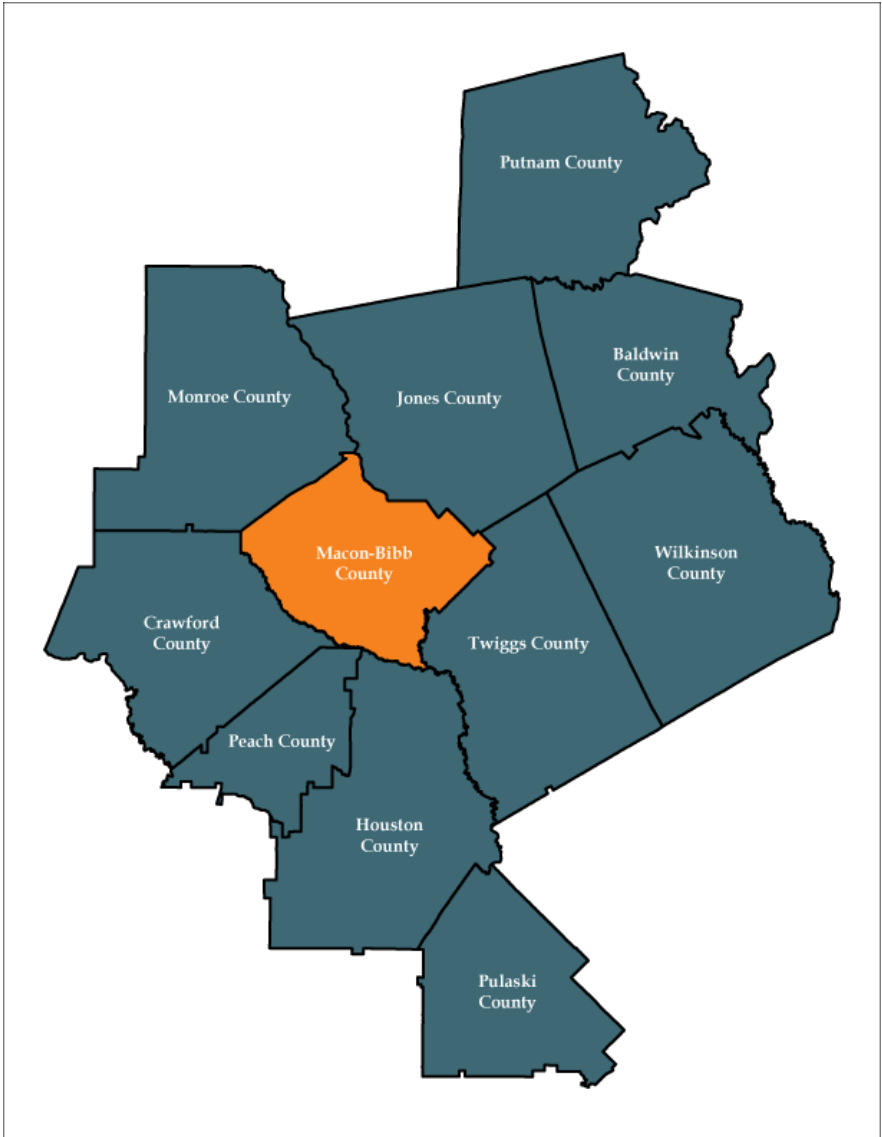 Putnam County
Baldwin
County
Monroe County
Jones County
Macon-Bibb
County
Wilkinson
County
Crawford
County
Twiggs County
Peach County
Houston
County
Pulaski
County